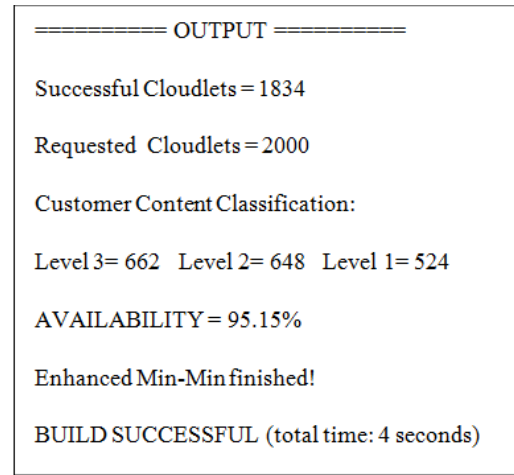 ========== OUTPUT ==========
Successful Cloudlets = 1834
Requested Cloudlets = 2000
Customer Content Classification:
Level 3= 662 Level 2= 648 Level 1= 524
AVAILABILITY = 95.15%
Enhanced Min-Min finished!
BUILD SUCCESSFUL (total time: 4 seconds)